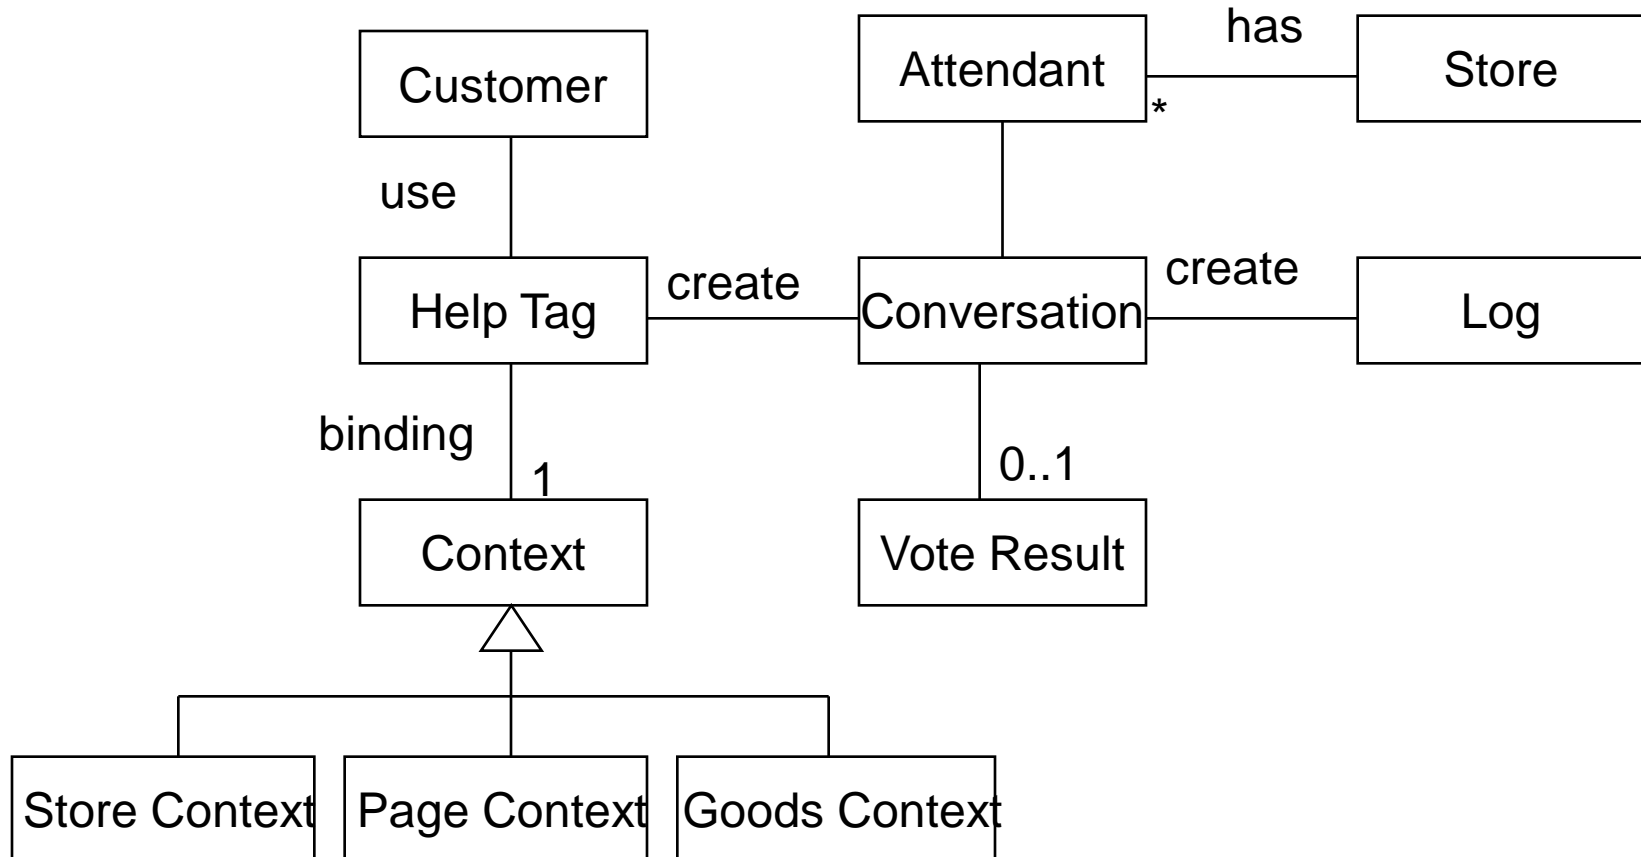 Customer
Attendant
has
Store
*
use
Help Tag
create
Conversation
create
Log
binding
1
0..1
Context
Vote Result
Store Context
Page Context
Goods Context